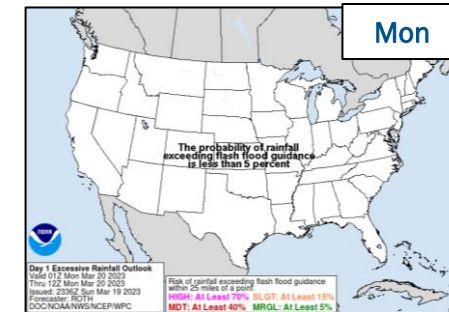 Mon
The probability of rainfall
exceeding flash flood guidance
is less than 5 percent
Day 1 Excessive Rainfall Outlook
Valid 01Z Mon Mar 20 2023
Thru 12Z Mon Mar 20 2023
Issued: 2336Z Sun Mar 19 2023
Forecaster: ROTH
DOC/NOAA/NWS/NCEP/WPC
Risk of rainfall exceeding flash flood guidance
within 25 miles of a point
HIGH: At Least 70% SLGT: At Least 15%
MDT: At Least 40% MRGL: At Least 5%